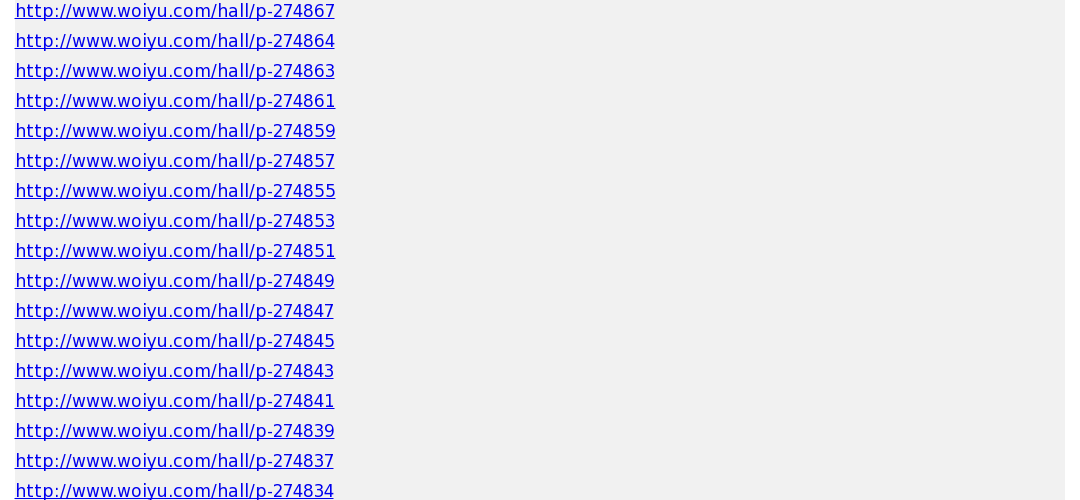 http://www.woiyu.com/hall/p-274867
http://www.woiyu.com/hall/p-274864
http://www.woiyu.com/hall/p-274863
http://www.woiyu.com/hall/p-274861
http://www.woiyu.com/hall/p-274859
http://www.woiyu.com/hall/p-274857
http://www.woiyu.com/hall/p-274855
http://www.woiyu.com/hall/p-274853
http://www.woiyu.com/hall/p-274851
http://www.woiyu.com/hall/p-274849
http://www.woiyu.com/hall/p-274847
http://www.woiyu.com/hall/p-274845
http://www.woiyu.com/hall/p-274843
http://www.woiyu.com/hall/p-274841
http://www.woiyu.com/hall/p-274839
http://www.woiyu.com/hall/p-274837
http://www.woiyu.com/hall/p-274834